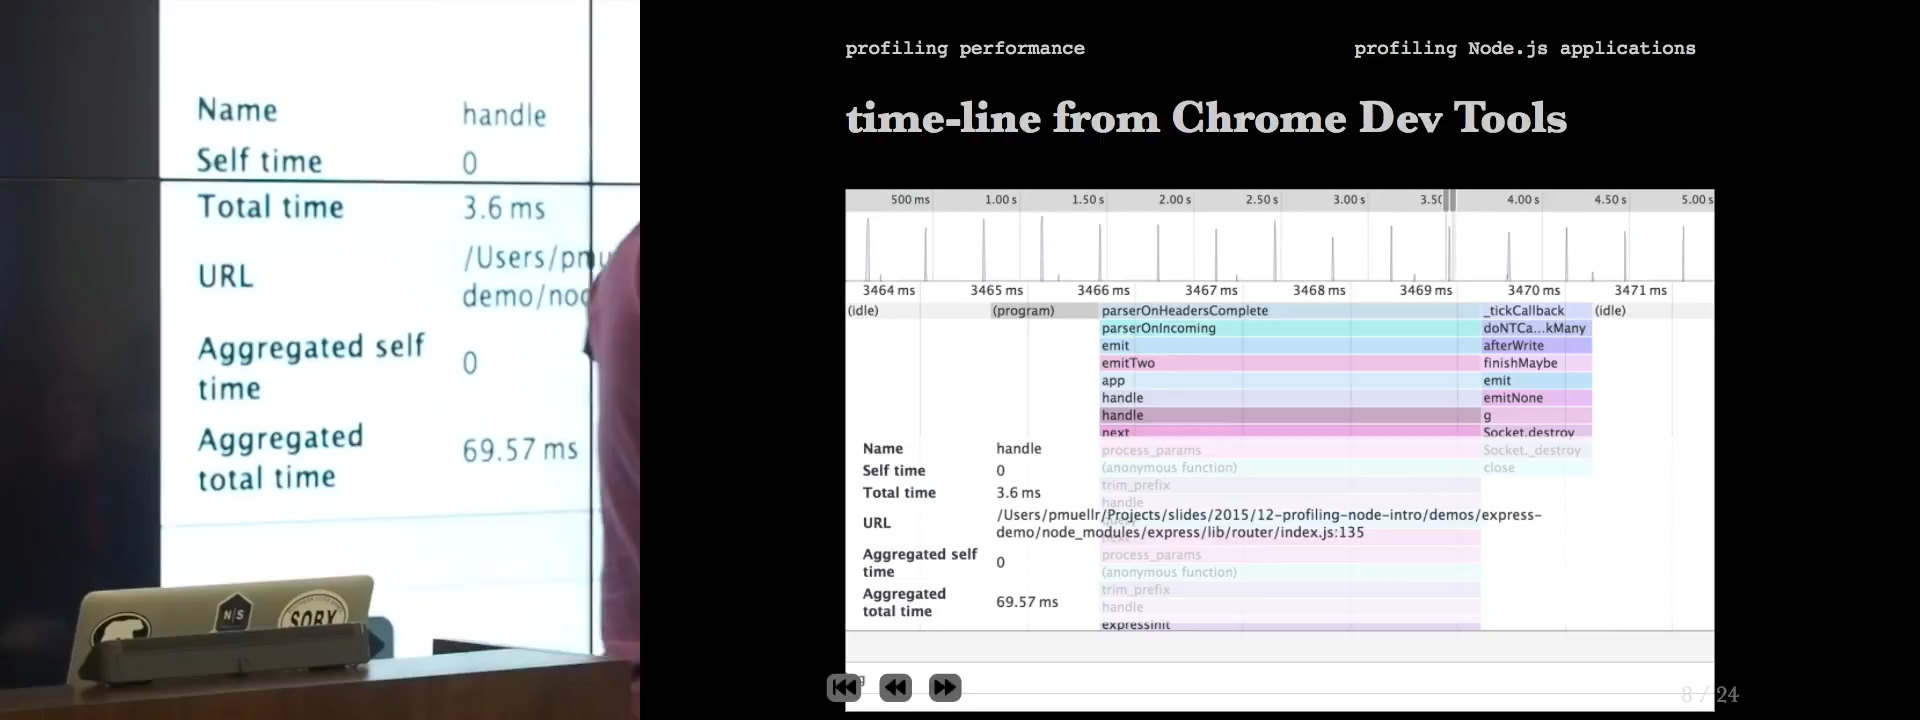 Name handle
Self time 0
Total time 3.6 ms
URL /Users/pmu
demo/noc
Aggregated self
time 0
Aggregated
total time 69.57 ms
N|S
SOBY
profiling performance profiling Node.js applications
time-line from Chrome Dev Tools
500 ms 1.00 s 1.50 s 2.00 s 2.50 s 3.00 s 3.50 4.00 s 4.50 s 5.00 s
3464 ms 3465 ms 3466 ms 3467 ms 3468 ms 3469 ms 3470 ms 3471 ms
(idle) (program) parserOnHeadersComplete _tickCallback (idle)
parserOnIncoming doNTCa...kMany
emit afterWrite
emitTwo finishMaybe
app emit
handle emitNone
handle g
next Socket.destroy
Name handle process_params Socket._destroy
(anonymous function) close
Self time 0
trim_prefix
Total time 3.6 ms
handle
URL /Users/pmuellr/Projects/slides/2015/12-profiling-node-intro/demos/express-
demo/node_modules/express/lib/router/index.js:135
process_params
Aggregated self
time 0
(anonymous function)
trim_prefix
Aggregated
total time 69.57 ms
handle
expressInit
8 / 24